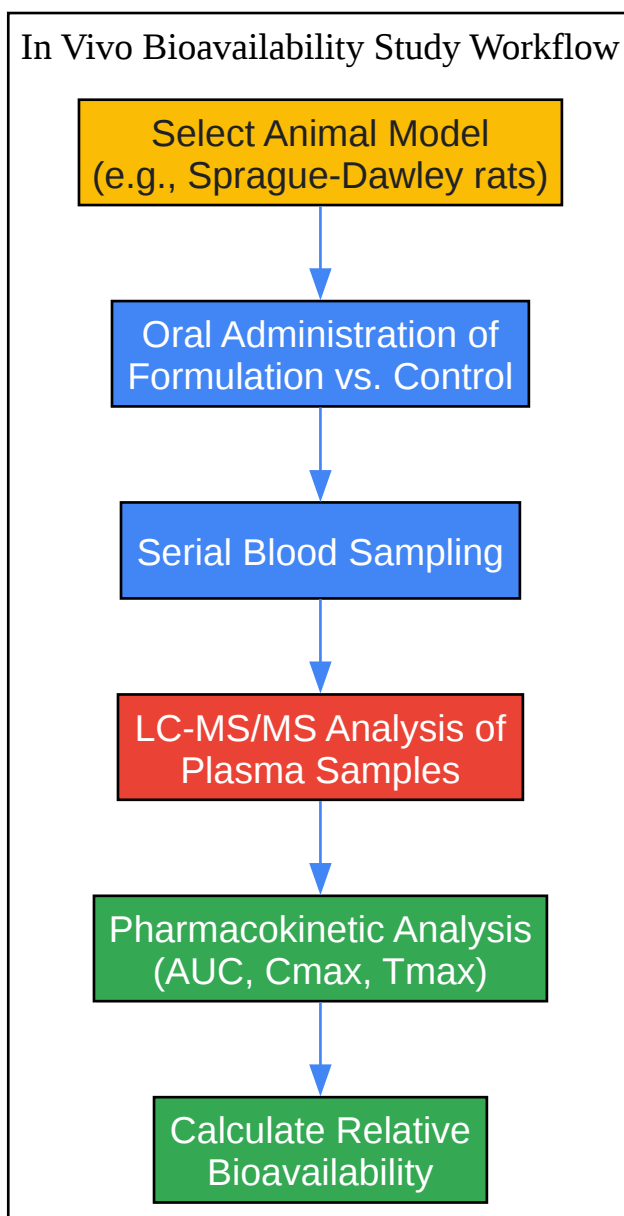 In Vivo Bioavailability Study Workflow
Select Animal Model
(e.g., Sprague-Dawley rats)
Oral Administration of
Formulation vs. Control
Serial Blood Sampling
LC-MS/MS Analysis of
Plasma Samples
Pharmacokinetic Analysis
(AUC, Cmax, Tmax)
Calculate Relative
Bioavailability